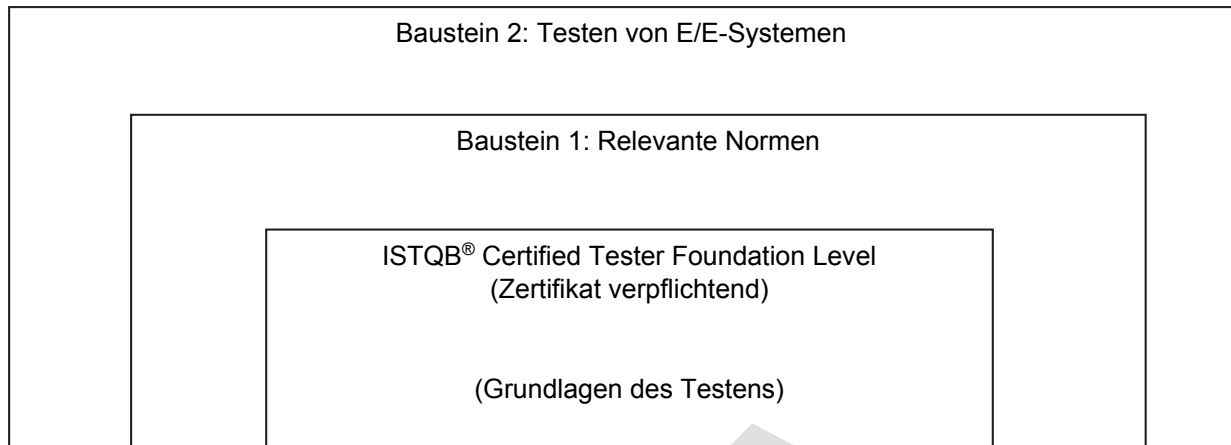 Baustein 2: Testen von E/E-Systemen
Baustein 1: Relevante Normen
ISTQB® Certified Tester Foundation Level
(Zertifikat verpflichtend)
(Grundlagen des Testens)